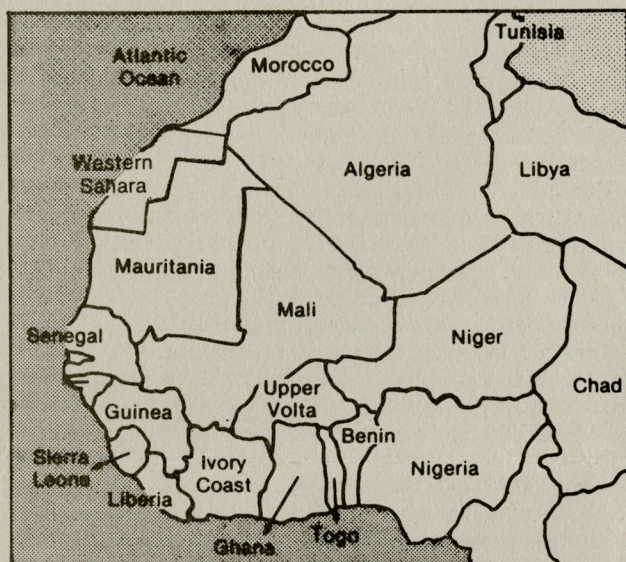 Tunisia
Atlantic
Ocean
Morocco
Western
Sahara
Algeria
Libya
Mauritania
Mali
Niger
Senegal
Chad
Guinea
Upper
Volta
Benin
Sierra
Leone
Ivory
Coast
Nigeria
Liberia
Ghana
Togo